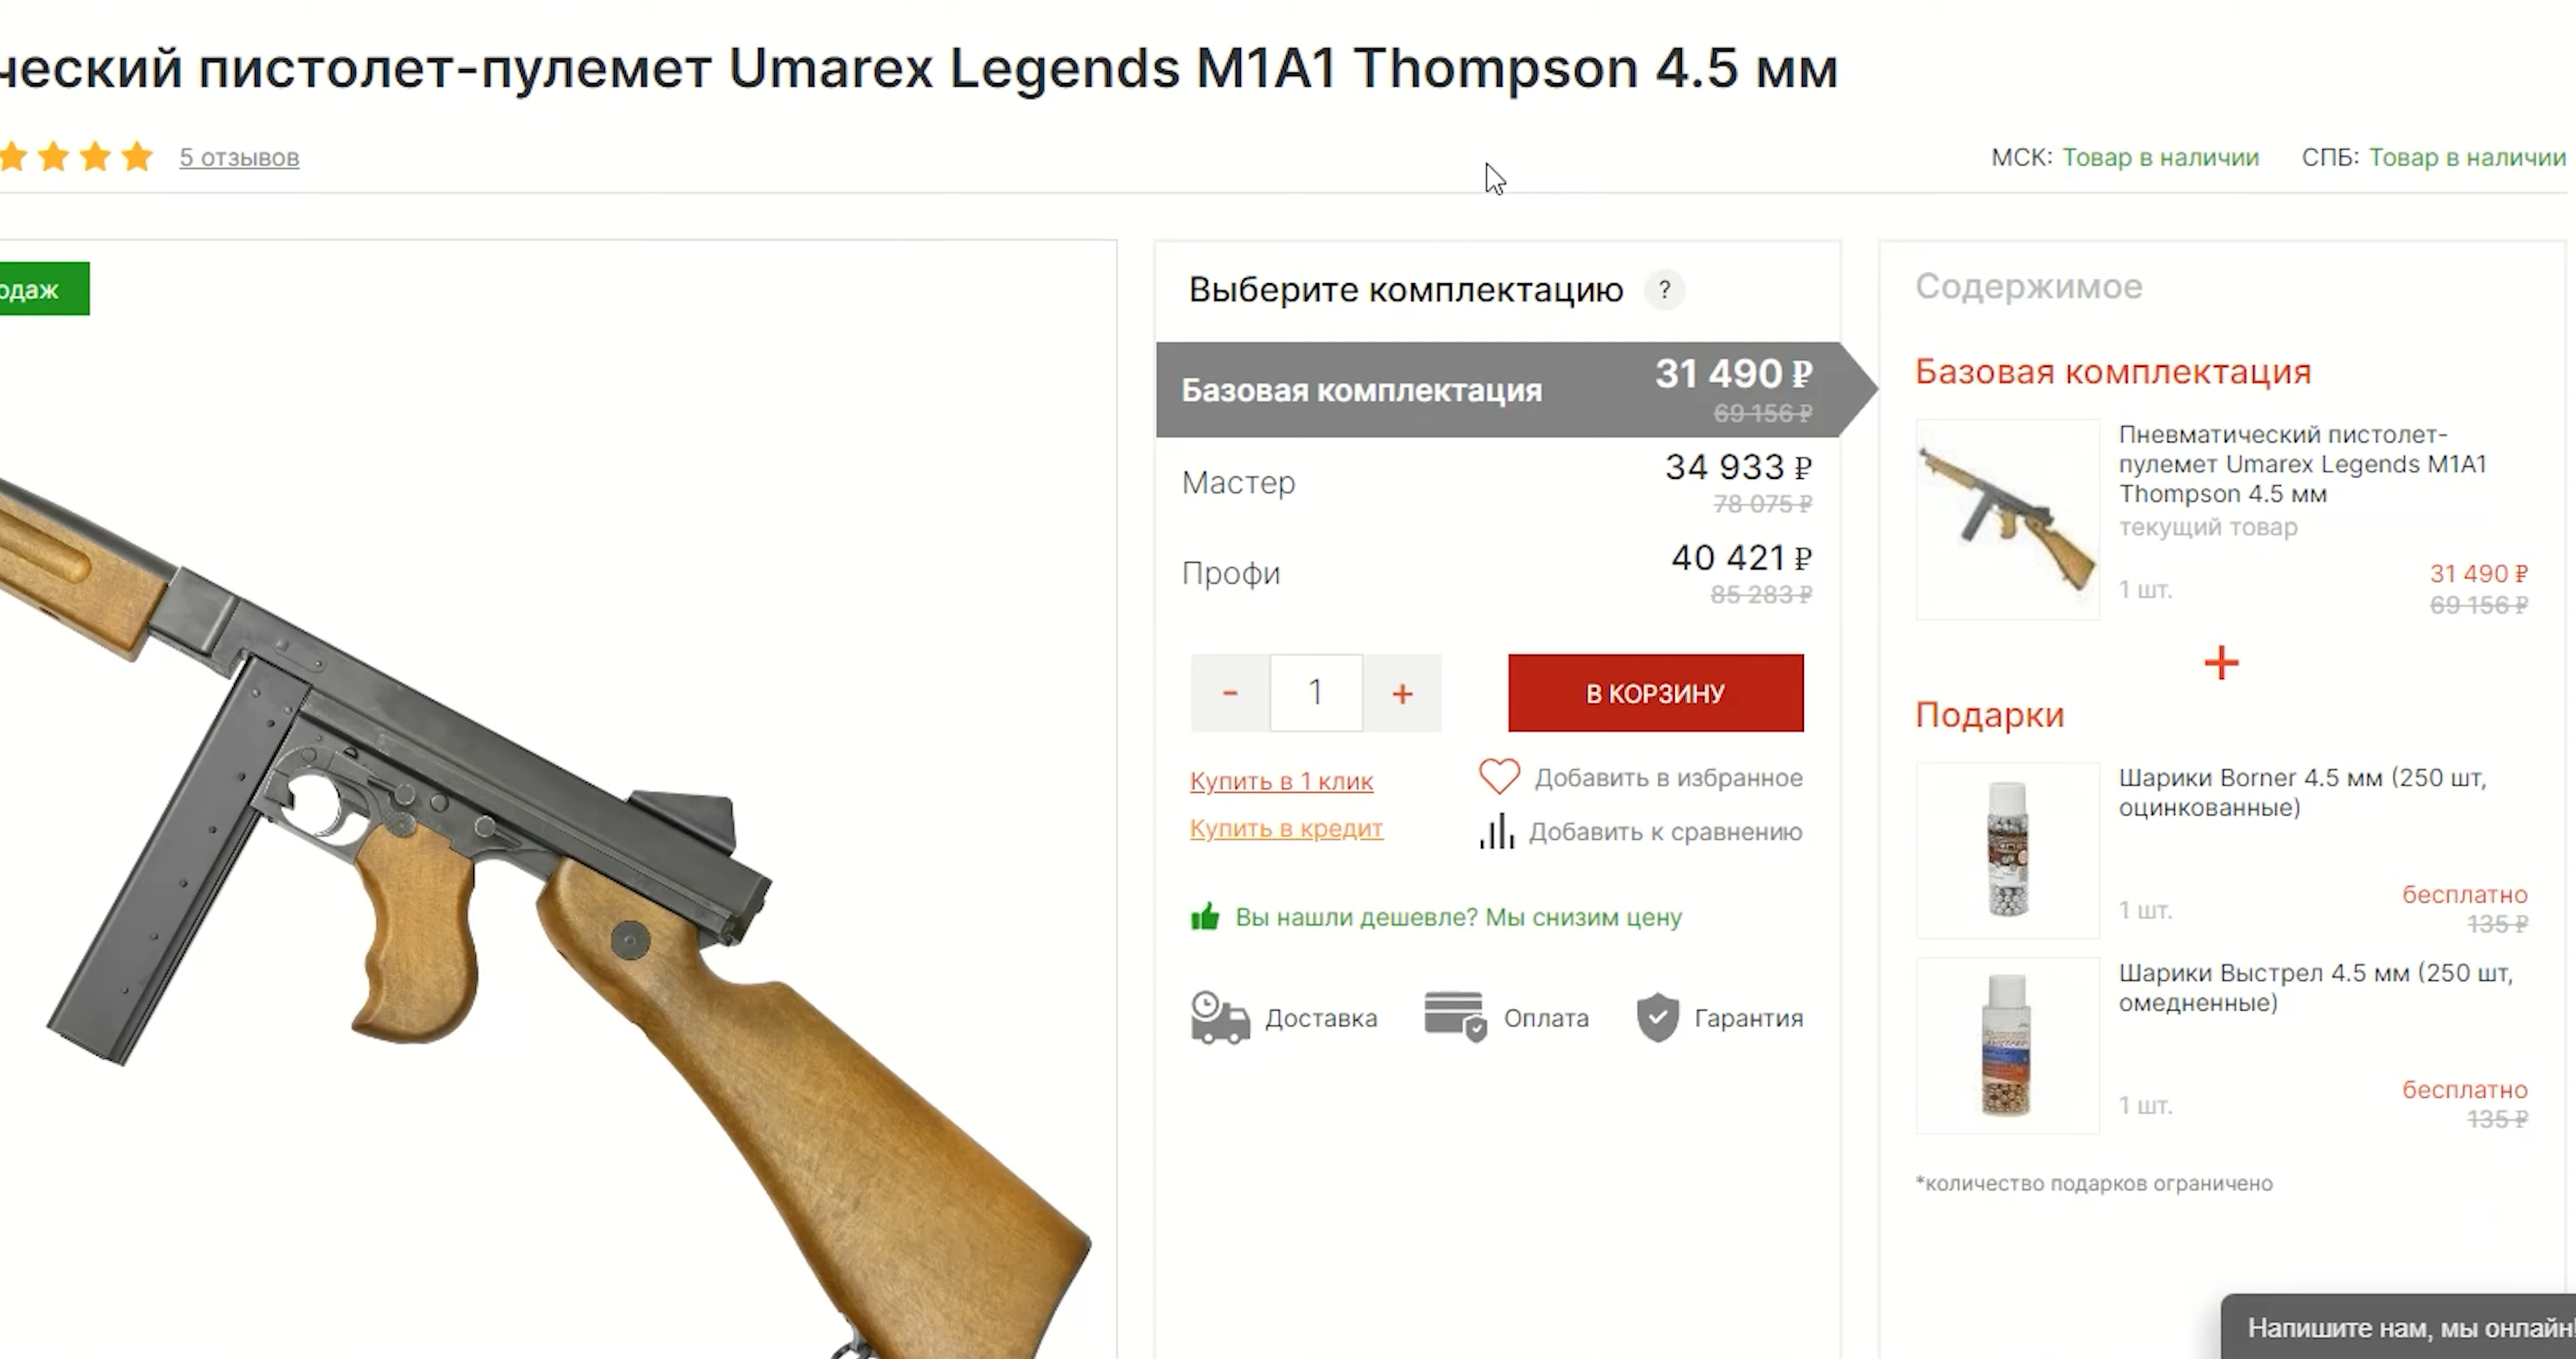 ческий пистолет-пулемет Umarex Legends M1A1 Thompson 4.5 мм
5 отзывов
МСК: Товар в наличии СПБ: Товар в наличии
одаж
Выберите комплектацию ?
Базовая комплектация 31 490 ₽
69 156 ₽
Мастер 34 933 ₽
78 075 ₽
Профи 40 421 ₽
85 283 ₽
- 1 + В КОРЗИНУ
Купить в 1 клик Добавить в избранное
Купить в кредит Добавить к сравнению
Вы нашли дешевле? Мы снизим цену
Доставка Оплата Гарантия
Содержимое
Базовая комплектация
Пневматический пистолет-
пулемет Umarex Legends M1A1
Thompson 4.5 мм
текущий товар
1 шт. 31 490 ₽
69 156 ₽
+
Подарки
Шарики Borner 4.5 мм (250 шт,
оцинкованные)
1 шт. бесплатно
135 ₽
Шарики Выстрел 4.5 мм (250 шт,
омедненные)
1 шт. бесплатно
135 ₽
*количество подарков ограничено
Напишите нам, мы онлайн!